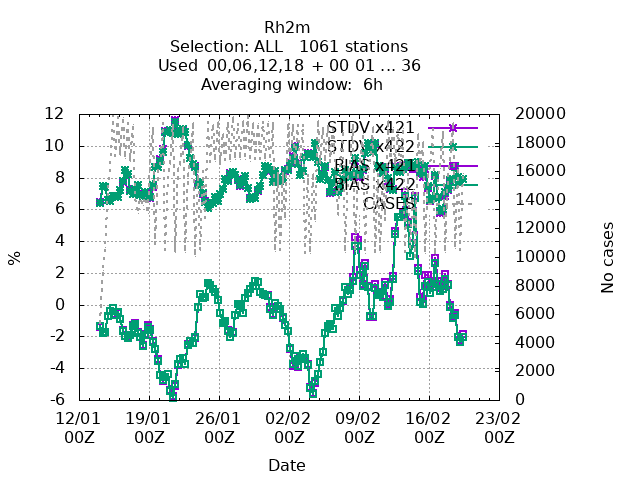 Rh2m
Selection: ALL   1061 stations
Used  00,06,12,18  + 00 01 ... 36
Averaging window:  6h
12
10
8
6
4
2
0
-2
-4
-6
%
STDV x421
STDV x422
BIAS x421
BIAS x422
CASES
20000
18000
16000
14000
12000
10000
8000
6000
4000
2000
0
No cases
12/01 19/01 26/01 02/02 09/02 16/02 23/02
00Z 00Z 00Z 00Z 00Z 00Z 00Z
Date